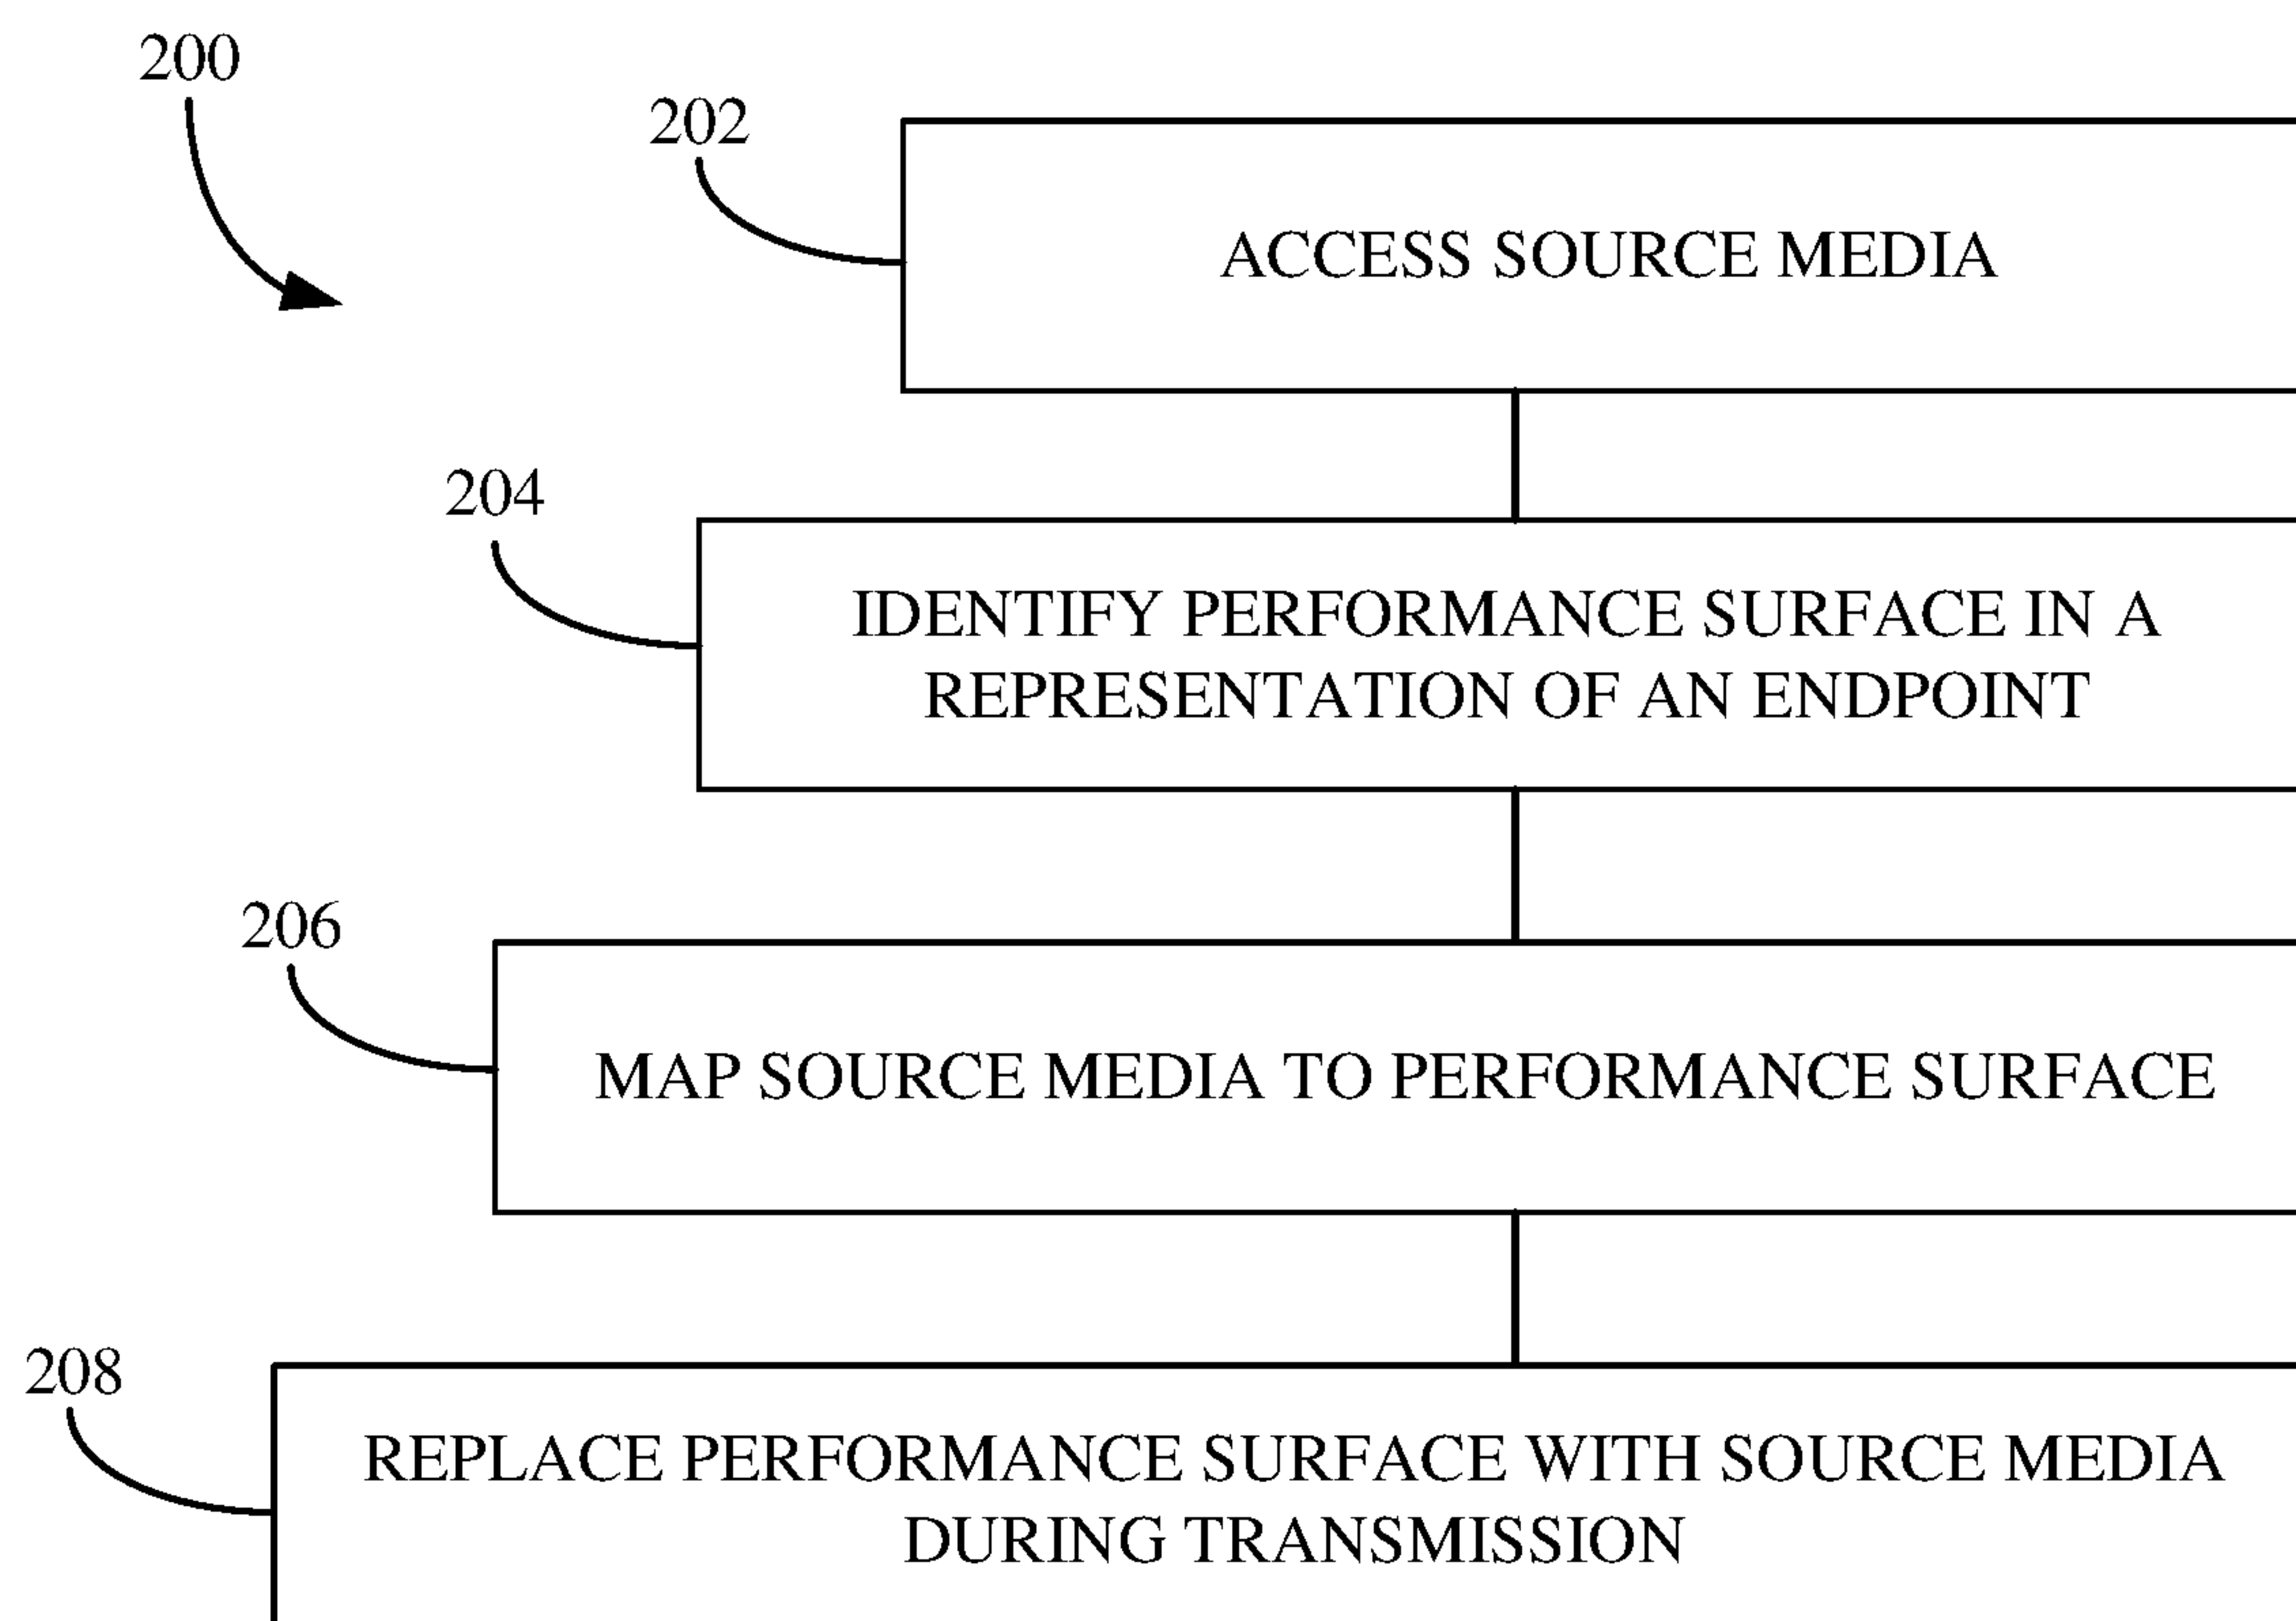 200
202
ACCESS SOURCE MEDIA
204
IDENTIFY PERFORMANCE SURFACE IN A
REPRESENTATION OF AN ENDPOINT
206
MAP SOURCE MEDIA TO PERFORMANCE SURFACE
208
REPLACE PERFORMANCE SURFACE WITH SOURCE MEDIA
DURING TRANSMISSION